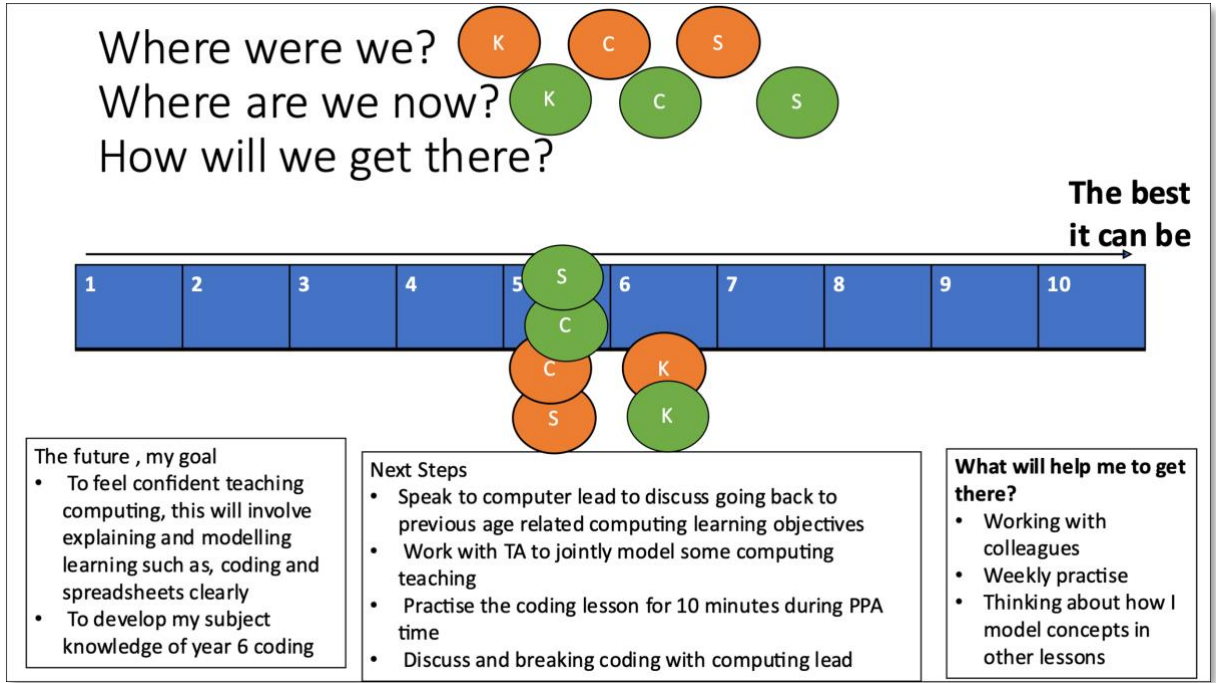 Where were we? K C S
Where are we now? K C S
How will we get there?
The best
it can be
1 2 3 4 5 6 7 8 9 10
S
C
C K
S K
The future , my goal
• To feel confident teaching
computing, this will involve
explaining and modelling
learning such as, coding and
spreadsheets clearly
• To develop my subject
knowledge of year 6 coding
Next Steps
• Speak to computer lead to discuss going back to
previous age related computing learning objectives
• Work with TA to jointly model some computing
teaching
• Practise the coding lesson for 10 minutes during PPA
time
• Discuss and breaking coding with computing lead
What will help me to get
there?
• Working with
colleagues
• Weekly practise
• Thinking about how I
model concepts in
other lessons